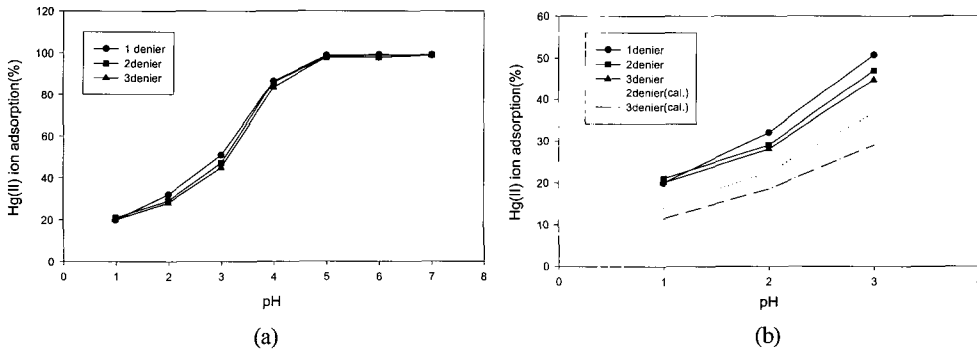 120
100
80
60
40
20
0
Hg(II) ion adsorption(%)
1 denier
2denier
3denier
0 1 2 3 4 5 6 7 8
pH
(a)
60
50
40
30
20
10
0
Hg(II) ion adsorption(%)
1denier
2denier
3denier
2denier(cal.)
3denier(cal.)
0 1 2 3 4
pH
(b)